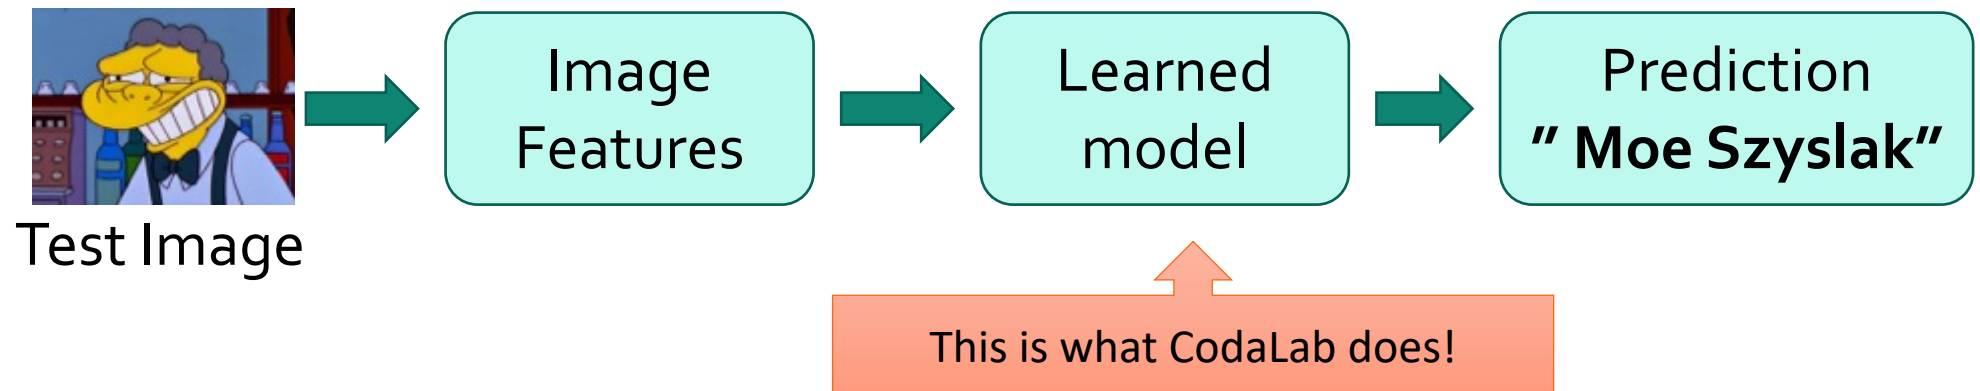 Test Image
Image
Features
Learned
model
Prediction
” Moe Szyslak”
This is what CodaLab does!